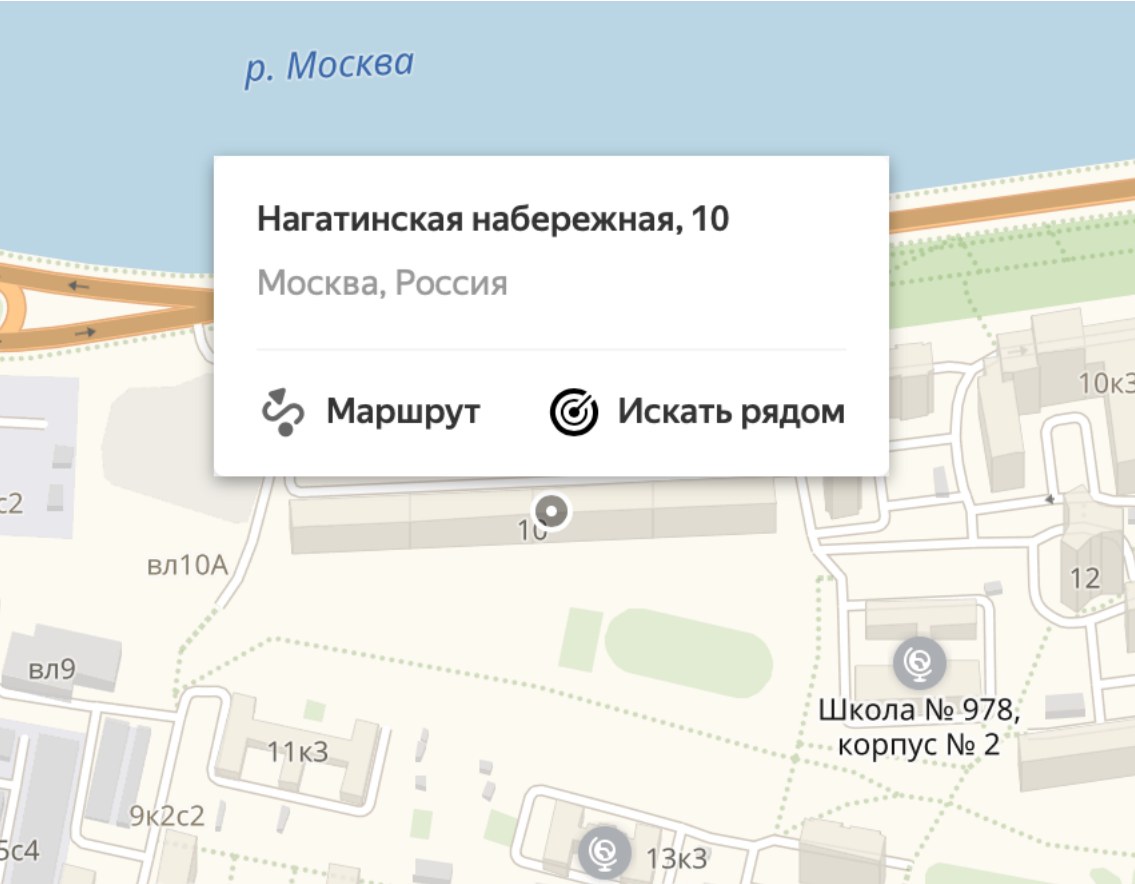 р. Москва
Нагатинская набережная, 10
Москва, Россия
Маршрут
Искать рядом
10к3
с2
10
вл10А
12
вл9
Школа № 978,
корпус № 2
11к3
9к2с2
5с4
13к3